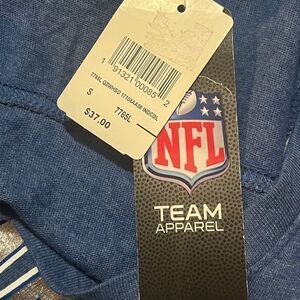 1 91321 00085 2
S
7765L
$37.00
NFL
TEAM
APPAREL